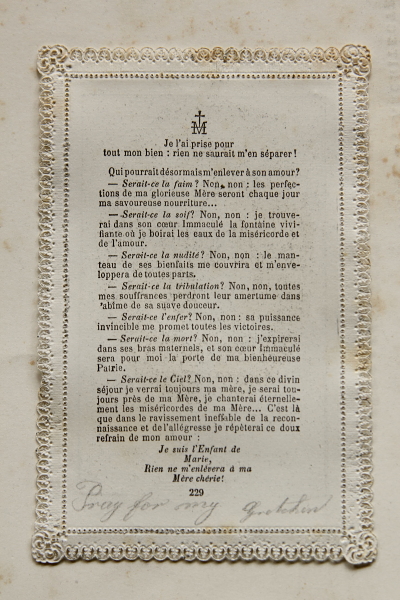 Je l'ai prise pour
tout mon bien : rien ne saurait m'en séparer !
Qui pourrait désormais m'enlever à son amour ?
— Serait-ce la faim ? Non, non : les perfec-
tions de ma glorieuse Mère seront chaque jour
ma savoureuse nourriture...
— Serait-ce la soif ? Non, non : je trouve-
rai dans son cœur Immaculé la fontaine vivi-
fiante où je boirai les eaux de la miséricorde et
de l'amour.
— Serait-ce la nudité ? Non, non : le man-
teau de ses bienfaits me couvrira et m'enve-
loppera de toutes parts.
— Serait-ce la tribulation ? Non, non, toutes
mes souffrances perdront leur amertume dans
l'abîme de sa suave douceur.
— Serait-ce l'enfer ? Non, non : sa puissance
invincible me promet toutes les victoires.
— Serait-ce la mort ? Non, non : j'expirerai
dans ses bras maternels, et son cœur Immaculé
sera pour moi la porte de ma bienheureuse
Patrie.
— Serait-ce le Ciel ? Non, non : dans ce divin
séjour je verrai toujours ma mère, je serai tou-
jours près de ma Mère, je chanterai éternelle-
ment les miséricordes de ma Mère... C'est là
que dans le ravissement ineffable de la recon-
naissance et de l'allégresse je répèterai ce doux
refrain de mon amour :
Je suis l'Enfant de
Marie,
Rien ne m'enlèvera à ma
Mère chérie !
229
Pray for my Gretchen